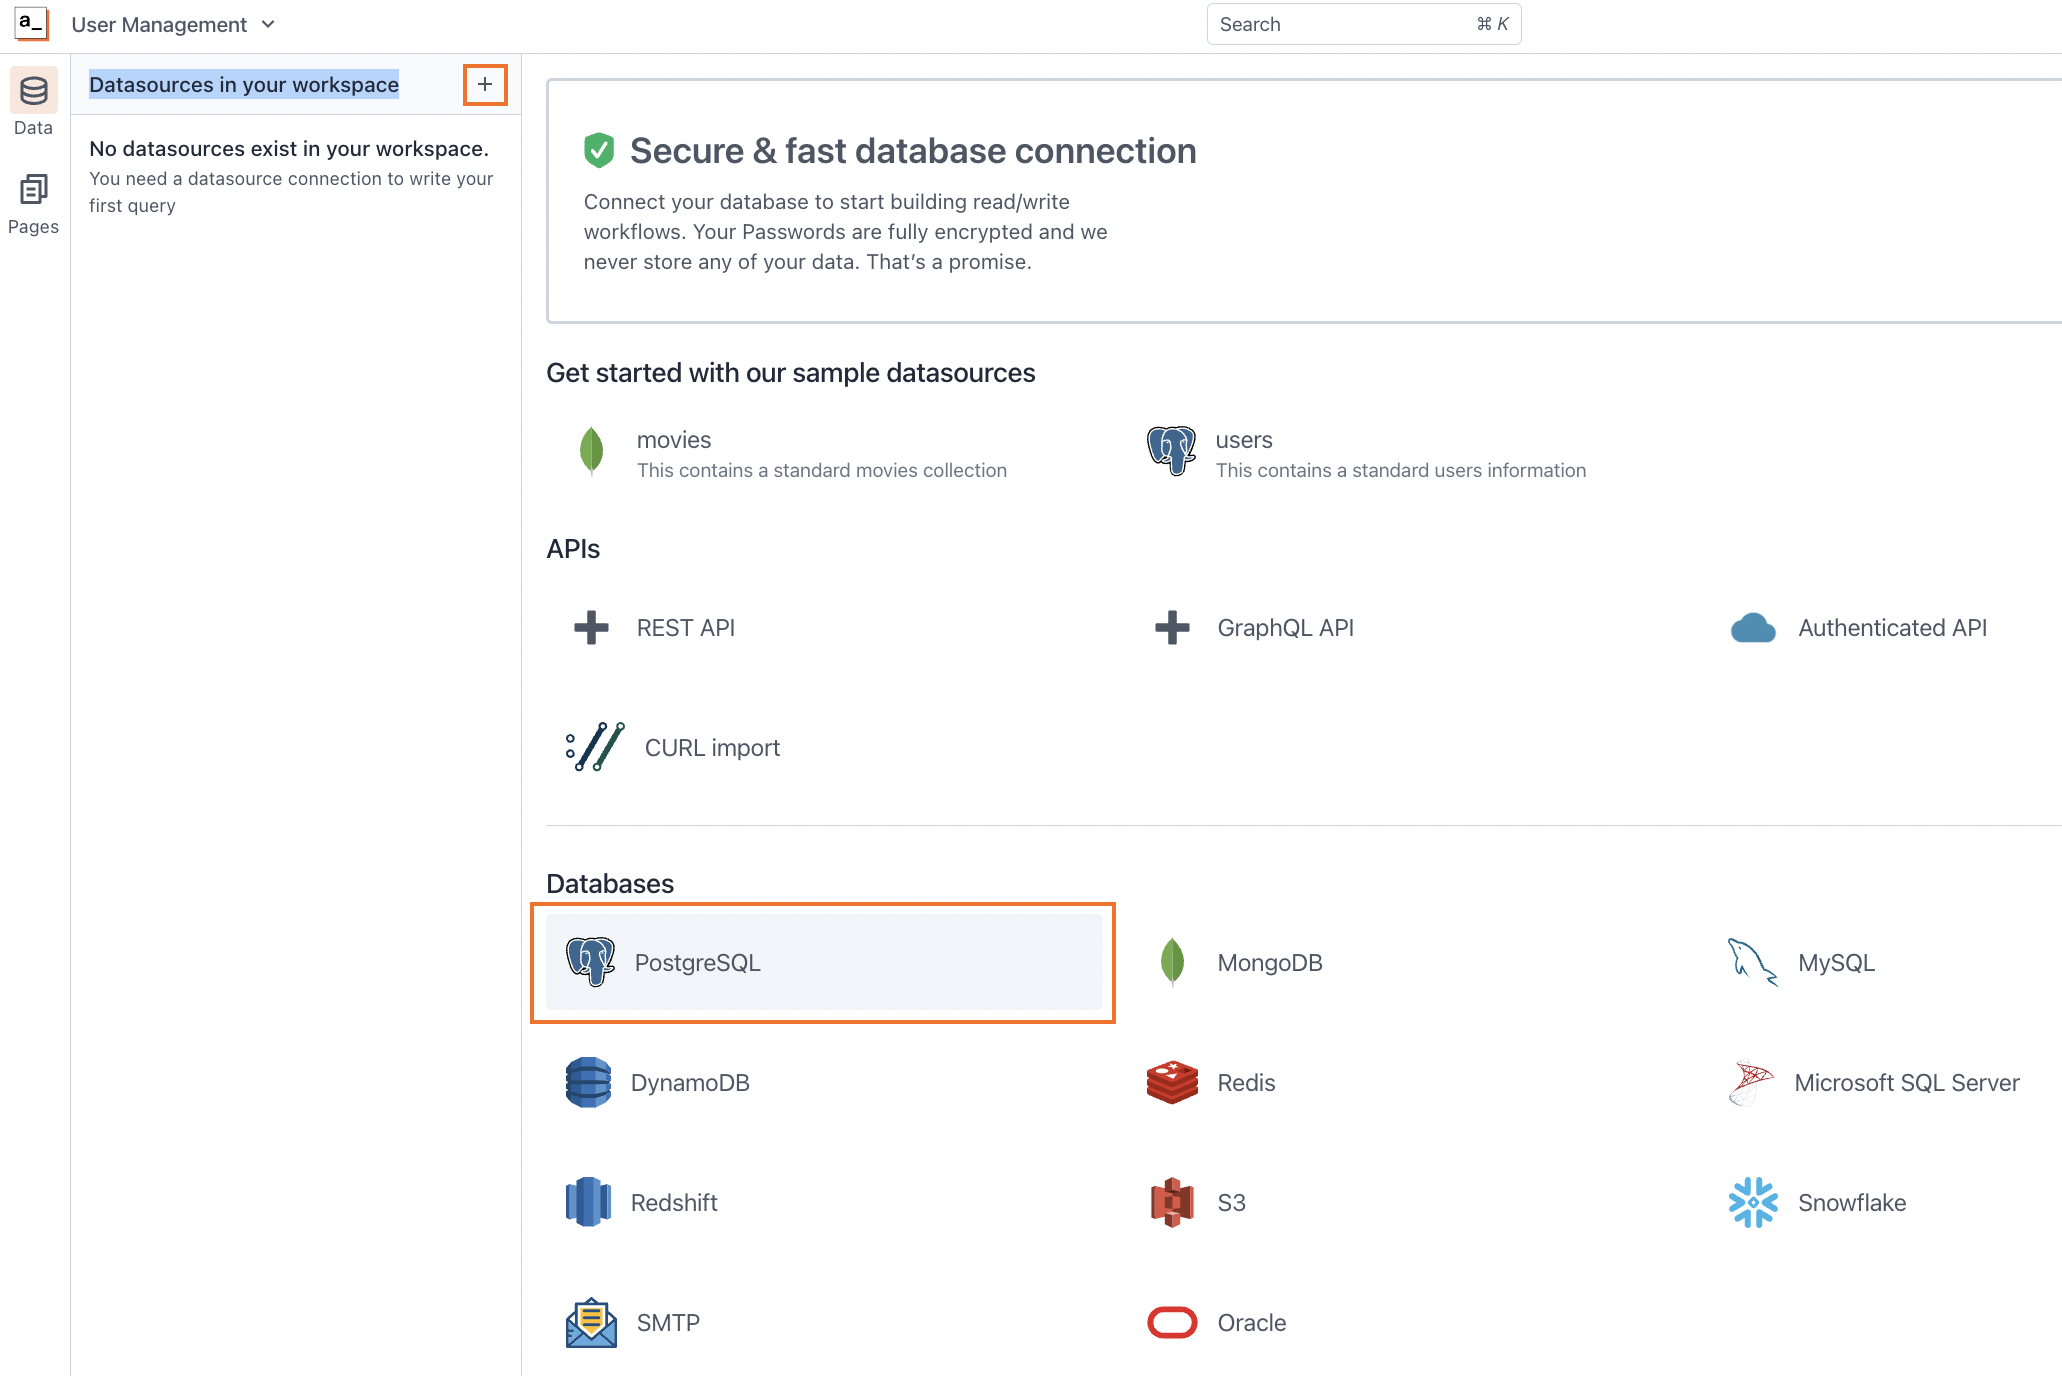 a_
User Management
Search ⌘ K
Data
Pages
Datasources in your workspace
No datasources exist in your workspace.
You need a datasource connection to write your
first query
Secure & fast database connection
Connect your database to start building read/write
workflows. Your Passwords are fully encrypted and we
never store any of your data. That's a promise.
Get started with our sample datasources
movies
This contains a standard movies collection
users
This contains a standard users information
APIs
REST API
GraphQL API
Authenticated API
CURL import
Databases
PostgreSQL
MongoDB
MySQL
DynamoDB
Redis
Microsoft SQL Server
Redshift
S3
Snowflake
SMTP
Oracle